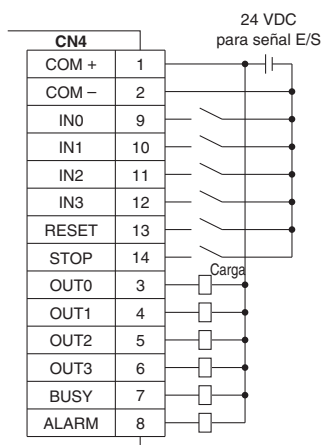 24 VDC
para señal E/S
CN4
COM + 1
COM – 2
IN0 9
IN1 10
IN2 11
IN3 12
RESET 13
STOP 14
Carga
OUT0 3
OUT1 4
OUT2 5
OUT3 6
BUSY 7
ALARM 8